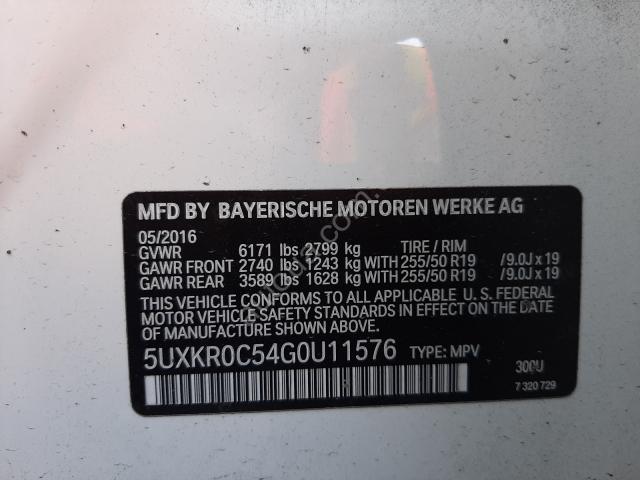 MFD BY BAYERISCHE MOTOREN WERKE AG
05/2016
GVWR 6171 lbs 2799 kg TIRE / RIM
GAWR FRONT 2740 lbs 1243 kg WITH 255/50 R19 /9.0J x 19
GAWR REAR 3589 lbs 1628 kg WITH 255/50 R19 /9.0J x 19
THIS VEHICLE CONFORMS TO ALL APPLICABLE U. S. FEDERAL
MOTOR VEHICLE SAFETY STANDARDS IN EFFECT ON THE DATE
OF MANUFACTURE SHOWN ABOVE.
5UXKR0C54G0U11576 TYPE: MPV
300U
7 320 729